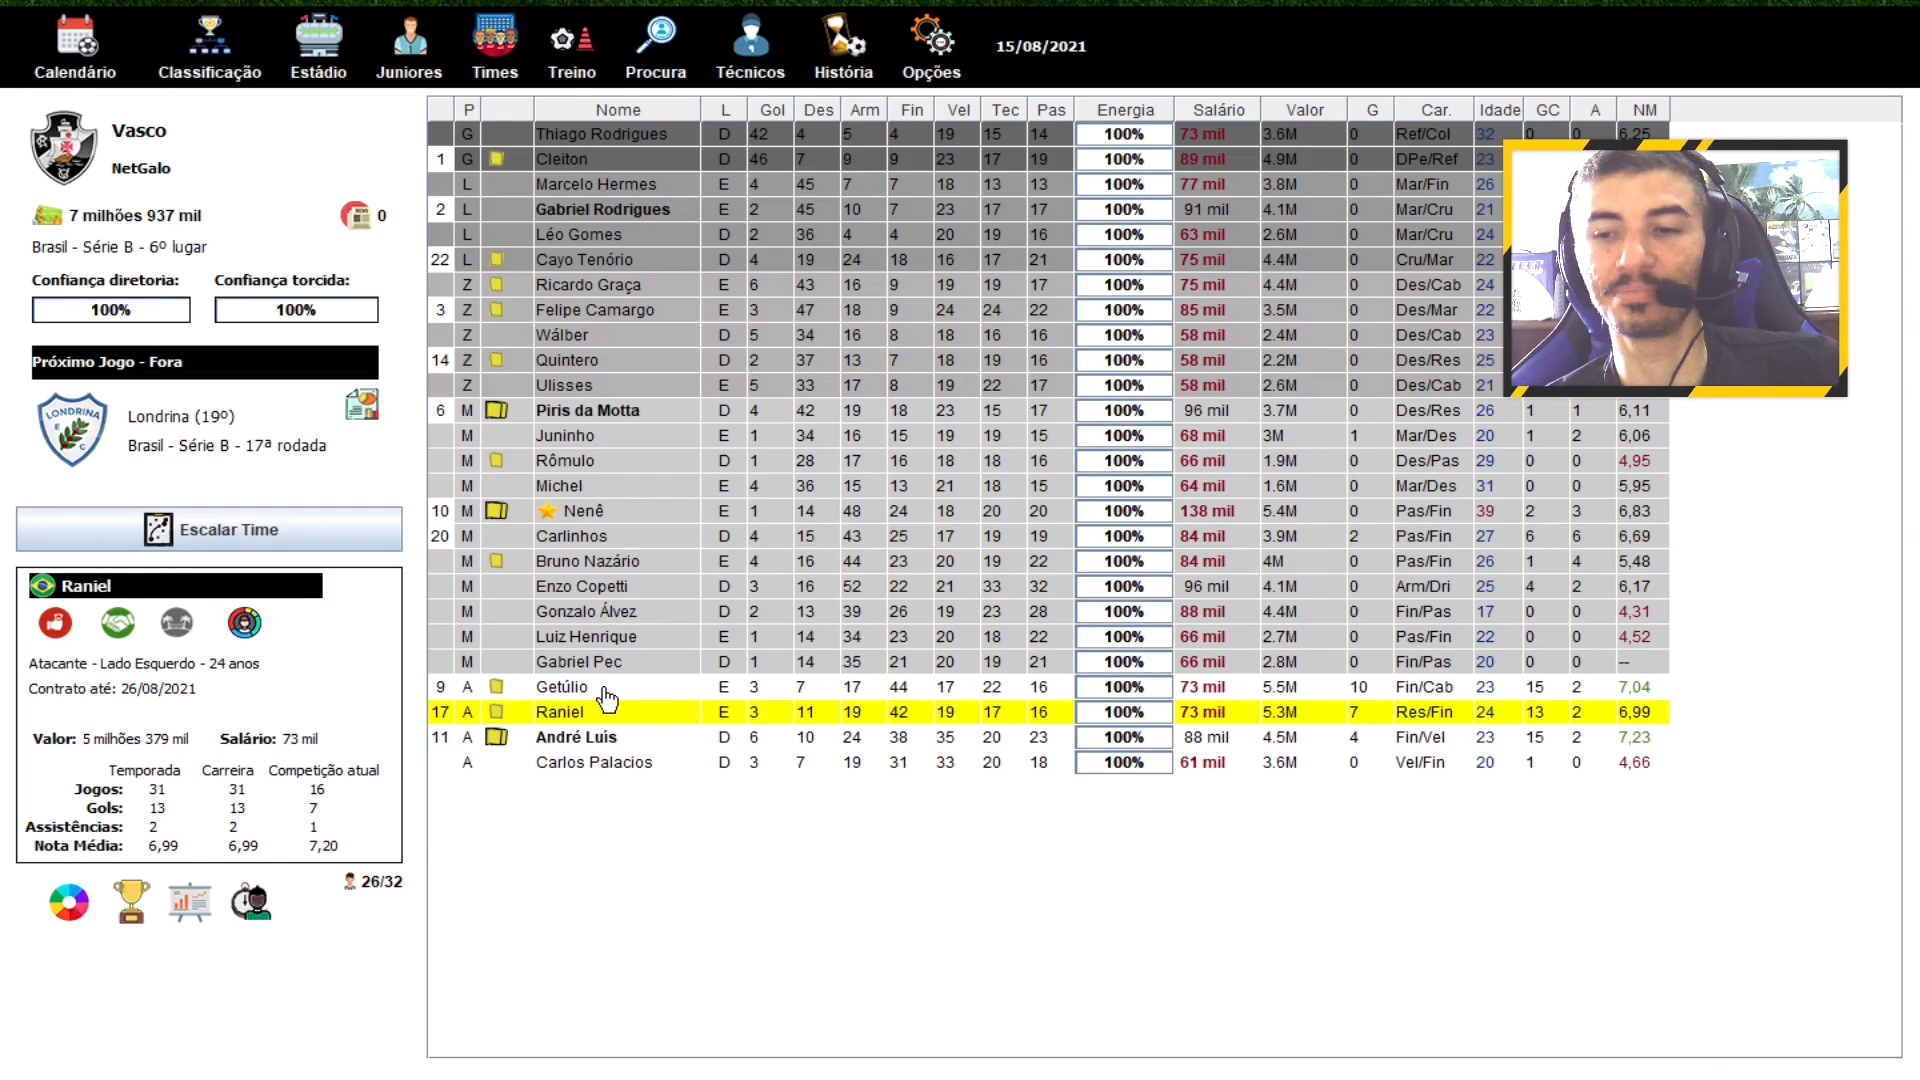 Calendário Classificação Estádio Juniores Times Treino Procura Técnicos História Opções 15/08/2021
Vasco
NetGalo
7 milhões 937 mil 0
Brasil - Série B - 6º lugar
Confiança diretoria: Confiança torcida:
100% 100%
Próximo Jogo - Fora
LONDRINA
Londrina (19º)
Brasil - Série B - 17ª rodada
Escalar Time
Raniel
Atacante - Lado Esquerdo - 24 anos
Contrato até: 26/08/2021
Valor: 5 milhões 379 mil Salário: 73 mil
Temporada Carreira Competição atual
Jogos: 31 31 16
Gols: 13 13 7
Assistências: 2 2 1
Nota Média: 6,99 6,99 7,20
26/32
P Nome L Gol Des Arm Fin Vel Tec Pas Energia Salário Valor G Car. Idade GC A NM
G Thiago Rodrigues D 42 4 5 4 19 15 14 100% 73 mil 3.6M 0 Ref/Col 32 0 0 6,25
1 G Cleiton D 46 7 9 9 23 17 19 100% 89 mil 4.9M 0 DPe/Ref 23
L Marcelo Hermes E 4 45 7 7 18 13 13 100% 77 mil 3.8M 0 Mar/Fin 26
2 L Gabriel Rodrigues E 2 45 10 7 23 17 17 100% 91 mil 4.1M 0 Mar/Cru 21
L Léo Gomes D 2 36 4 4 20 19 16 100% 63 mil 2.6M 0 Mar/Cru 24
22 L Cayo Tenório D 4 19 24 18 16 17 21 100% 75 mil 4.4M 0 Cru/Mar 22
Z Ricardo Graça E 6 43 16 9 19 19 17 100% 75 mil 4.4M 0 Des/Cab 24
3 Z Felipe Camargo E 3 47 18 9 24 24 22 100% 85 mil 3.5M 0 Des/Mar 22
Z Wálber D 5 34 16 8 18 16 16 100% 58 mil 2.4M 0 Des/Cab 23
14 Z Quintero D 2 37 13 7 18 19 16 100% 58 mil 2.2M 0 Des/Res 25
Z Ulisses E 5 33 17 8 19 22 17 100% 58 mil 2.6M 0 Des/Cab 21
6 M Piris da Motta D 4 42 19 18 23 15 17 100% 96 mil 3.7M 0 Des/Res 26 1 1 6,11
M Juninho E 1 34 16 15 19 19 15 100% 68 mil 3M 1 Mar/Des 20 1 2 6,06
M Rômulo D 1 28 17 16 18 18 16 100% 66 mil 1.9M 0 Des/Pas 29 0 0 4,95
M Michel E 4 36 15 13 21 18 15 100% 64 mil 1.6M 0 Mar/Des 31 0 0 5,95
10 M Nenê E 1 14 48 24 18 20 20 100% 138 mil 5.4M 0 Pas/Fin 39 2 3 6,83
20 M Carlinhos D 4 15 43 25 17 19 19 100% 84 mil 3.9M 2 Pas/Fin 27 6 6 6,69
M Bruno Nazário E 4 16 44 23 20 19 22 100% 84 mil 4M 0 Pas/Fin 26 1 4 5,48
M Enzo Copetti D 3 16 52 22 21 33 32 100% 96 mil 4.1M 0 Arm/Dri 25 4 2 6,17
M Gonzalo Álvez D 2 13 39 26 19 23 28 100% 88 mil 4.4M 0 Fin/Pas 17 0 0 4,31
M Luiz Henrique E 1 14 34 23 20 18 22 100% 66 mil 2.7M 0 Pas/Fin 22 0 0 4,52
M Gabriel Pec D 1 14 35 21 20 19 21 100% 66 mil 2.8M 0 Fin/Pas 20 0 0 --
9 A Getúlio E 3 7 17 44 17 22 16 100% 73 mil 5.5M 10 Fin/Cab 23 15 2 7,04
17 A Raniel E 3 11 19 42 19 17 16 100% 73 mil 5.3M 7 Res/Fin 24 13 2 6,99
11 A André Luís D 6 10 24 38 35 20 23 100% 88 mil 4.5M 4 Fin/Vel 23 15 2 7,23
A Carlos Palacios D 3 7 19 31 33 20 18 100% 61 mil 3.6M 0 Vel/Fin 20 1 0 4,66